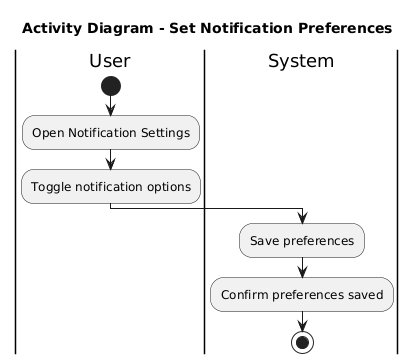 Activity Diagram - Set Notification Preferences
User
System
Open Notification Settings
Toggle notification options
Save preferences
Confirm preferences saved